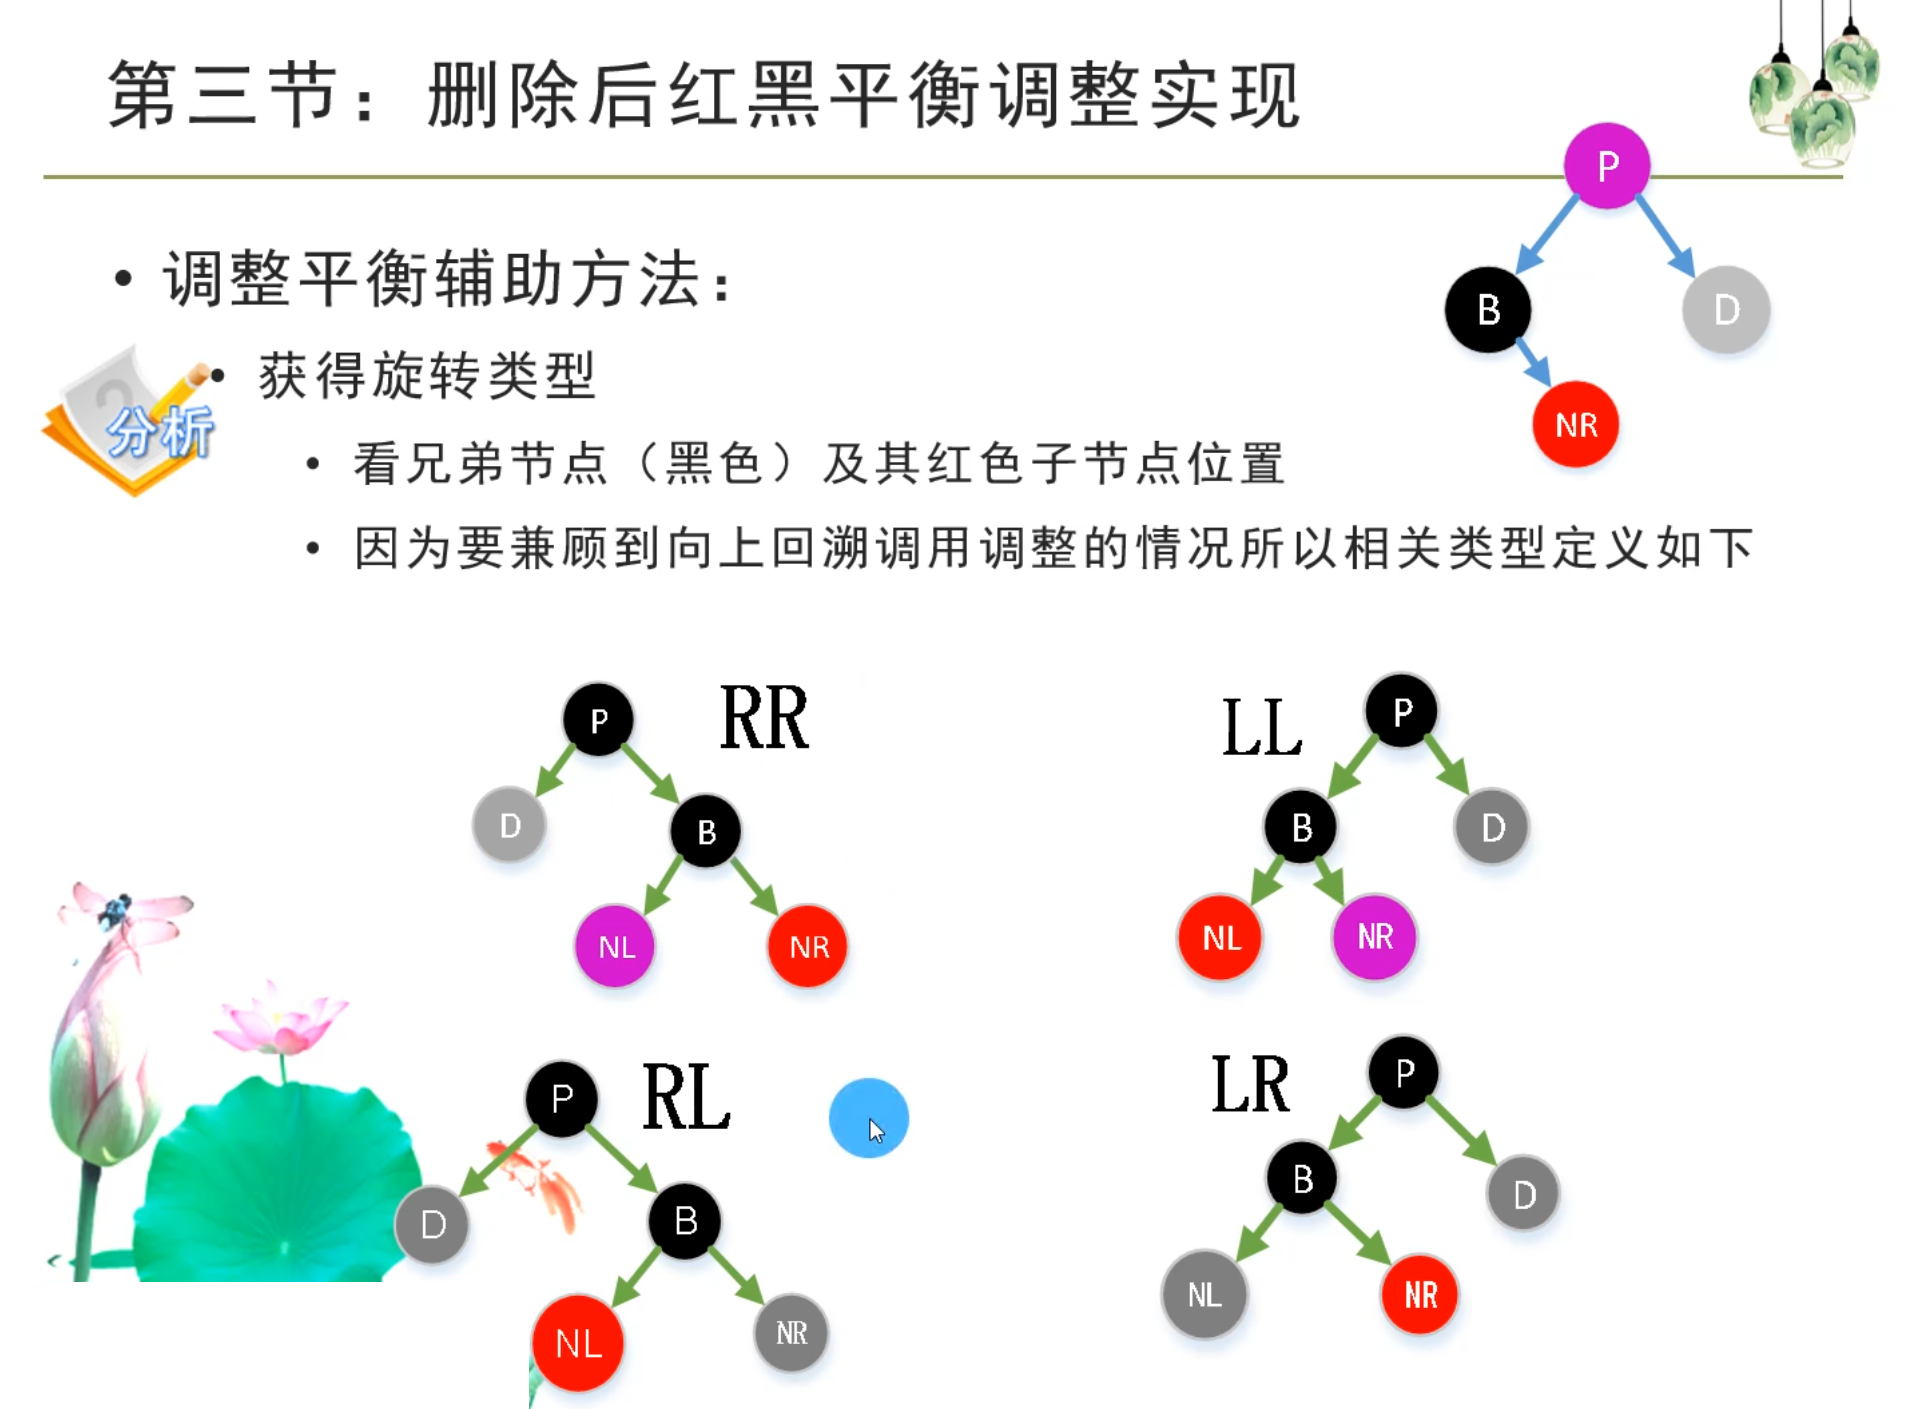 第三节：删除后红黑平衡调整实现
P
B
D
NR
• 调整平衡辅助方法：
• 获得旋转类型
分析
• 看兄弟节点（黑色）及其红色子节点位置
• 因为要兼顾到向上回溯调用调整的情况所以相关类型定义如下
RR
P
D
B
NL
NR
LL
P
B
D
NL
NR
RL
P
D
B
NL
NR
LR
P
B
D
NL
NR